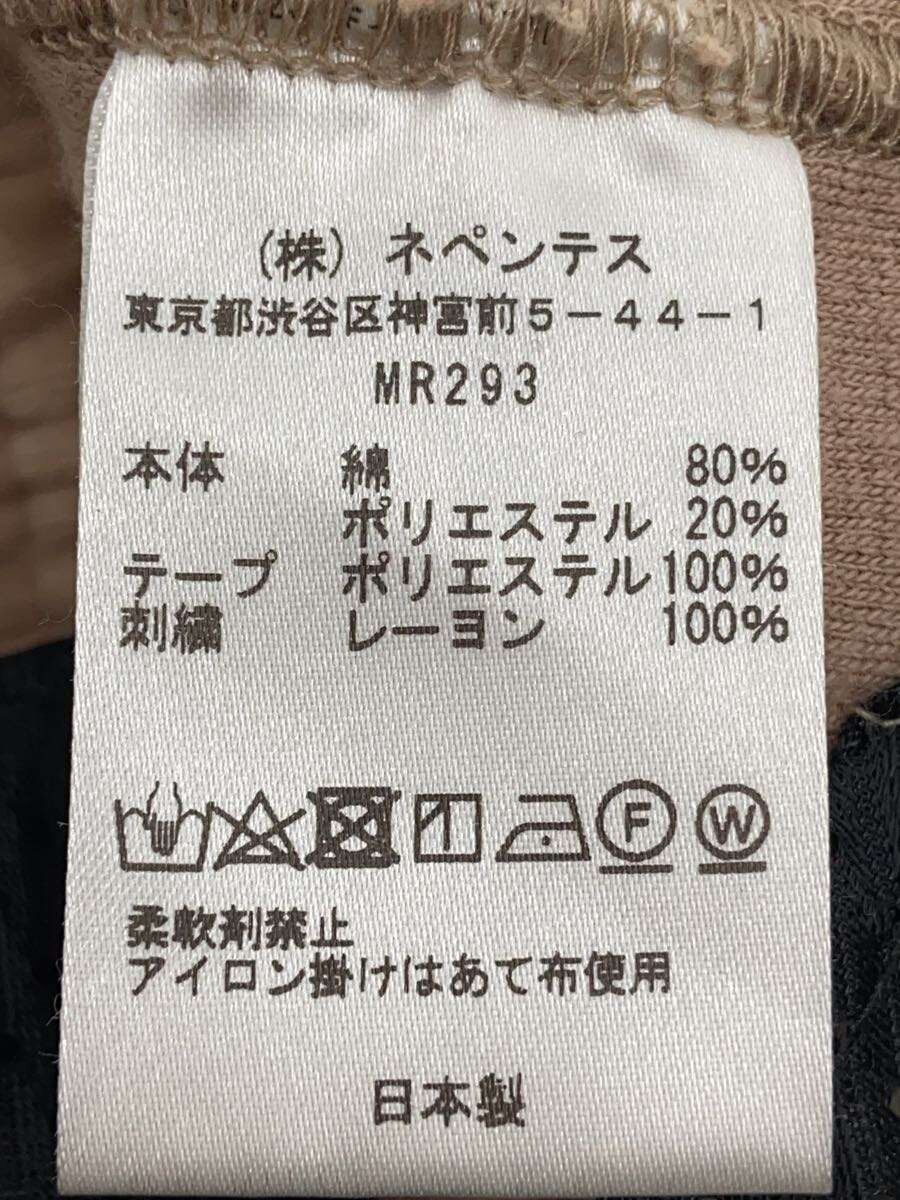 (株) ネペンテス
東京都渋谷区神宮前5-44-1
MR293
本体 綿 80%
ポリエステル 20%
テープ ポリエステル 100%
刺繍 レーヨン 100%
F W
柔軟剤禁止
アイロン掛けはあて布使用
日本製